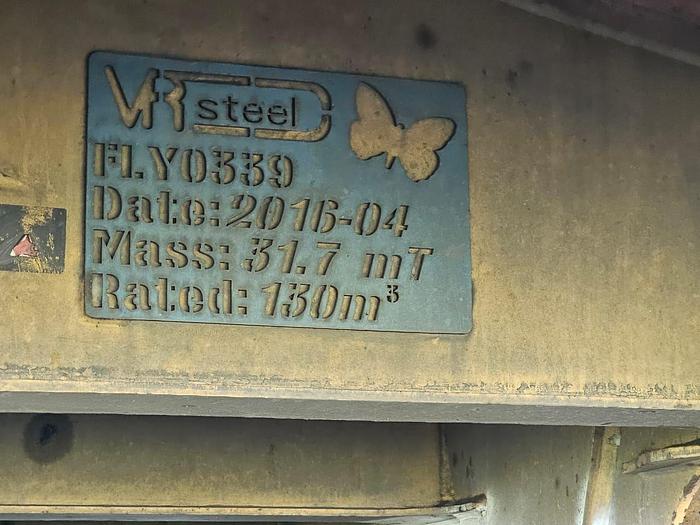 VR steel
FLY0339
Date: 2016-04
Mass: 31.7 mT
Rated: 130m³